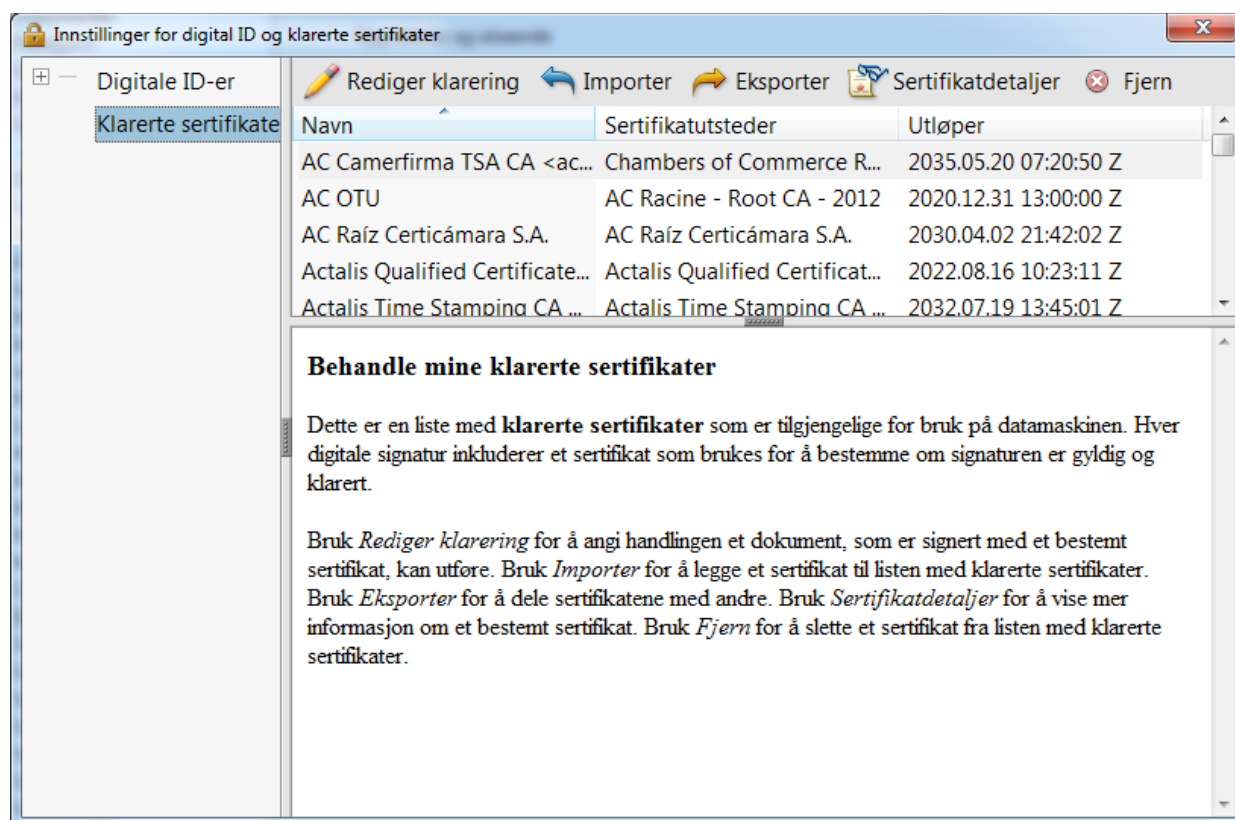 Innstillinger for digital ID og klarerte sertifikater
Digitale ID-er
Klarerte sertifikate
Rediger klarering Importer Eksporter Sertifikatdetaljer Fjern
Navn Sertifikatutsteder Utløper
AC Camerfirma TSA CA <ac... Chambers of Commerce R... 2035.05.20 07:20:50 Z
AC OTU AC Racine - Root CA - 2012 2020.12.31 13:00:00 Z
AC Raíz Certicámara S.A. AC Raíz Certicámara S.A. 2030.04.02 21:42:02 Z
Actalis Qualified Certificate... Actalis Qualified Certificat... 2022.08.16 10:23:11 Z
Actalis Time Stamping CA ... Actalis Time Stamping CA ... 2032.07.19 13:45:01 Z
Behandle mine klarerte sertifikater
Dette er en liste med klarerte sertifikater som er tilgjengelige for bruk på datamaskinen. Hver
digitale signatur inkluderer et sertifikat som brukes for å bestemme om signaturen er gyldig og
klarert.
Bruk Rediger klarering for å angi handlingen et dokument, som er signert med et bestemt
sertifikat, kan utføre. Bruk Importer for å legge et sertifikat til listen med klarerte sertifikater.
Bruk Eksporter for å dele sertifikatene med andre. Bruk Sertifikatdetaljer for å vise mer
informasjon om et bestemt sertifikat. Bruk Fjern for å slette et sertifikat fra listen med klarerte
sertifikater.